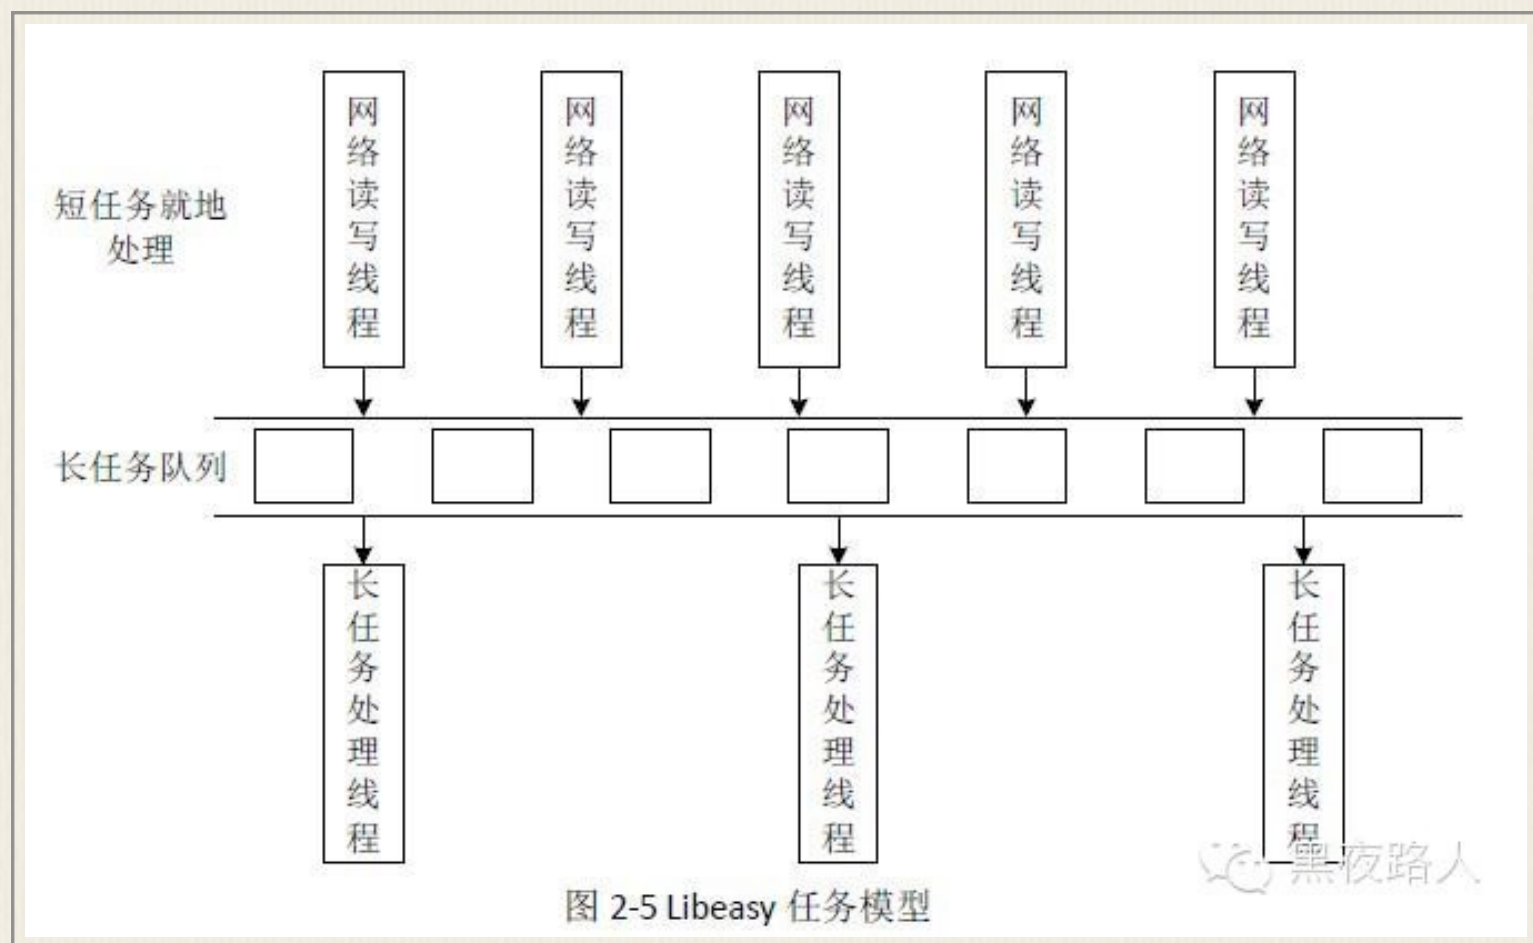 网络读写线程
网络读写线程
网络读写线程
网络读写线程
网络读写线程
短任务就地
处理
长任务队列
长任务处理线程
长任务处理线程
长任务处理线程
黑夜路人
图 2-5 Libeasy 任务模型